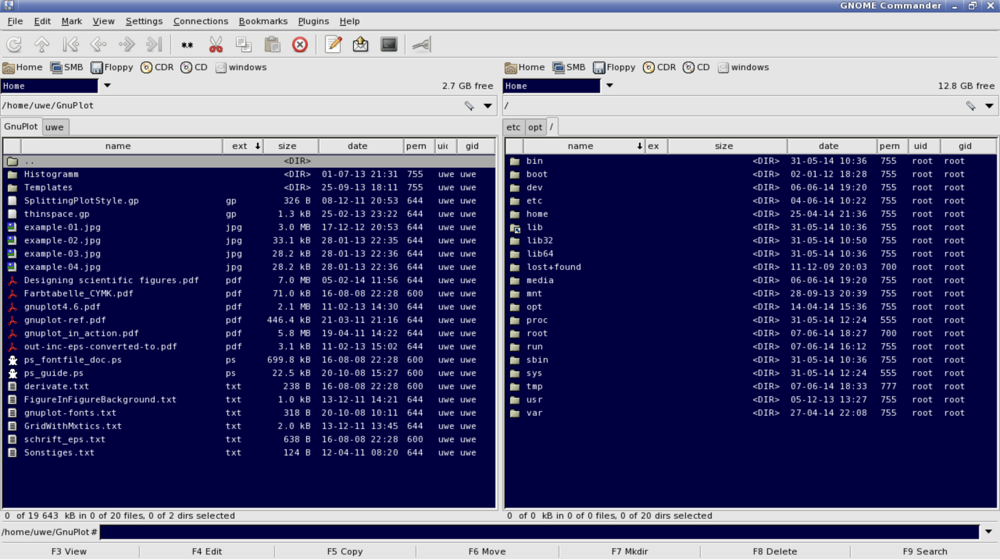 GNOME Commander
File Edit Mark View Settings Connections Bookmarks Plugins Help
**
Home SMB Floppy CDR CD windows
Home 2.7 GB free
/home/uwe/GnuPlot
GnuPlot uwe
name ext size date pern uic gid
.. <DIR>
Histogramm <DIR> 01-07-13 21:31 755 uwe uwe
Templates <DIR> 25-09-13 18:11 755 uwe uwe
SplittingPlotStyle.gp gp 326 B 08-12-11 20:53 644 uwe uwe
thinspace.gp gp 1.3 kB 25-02-13 23:22 644 uwe uwe
example-01.jpg jpg 3.0 MB 17-12-12 20:53 644 uwe uwe
example-02.jpg jpg 33.1 kB 28-01-13 22:35 644 uwe uwe
example-03.jpg jpg 28.2 kB 28-01-13 22:36 644 uwe uwe
example-04.jpg jpg 28.2 kB 28-01-13 22:36 644 uwe uwe
Designing scientific figures.pdf pdf 7.0 MB 05-02-14 11:56 644 uwe uwe
Farbtabelle_CYMK.pdf pdf 71.0 kB 16-08-08 22:28 600 uwe uwe
gnuplot4.6.pdf pdf 2.1 MB 11-02-13 14:30 644 uwe uwe
gnuplot-ref.pdf pdf 446.4 kB 21-03-11 21:16 644 uwe uwe
gnuplot_in_action.pdf pdf 5.8 MB 19-04-11 14:22 644 uwe uwe
out-inc-eps-converted-to.pdf pdf 3.1 kB 11-02-13 15:02 644 uwe uwe
ps_fontfile_doc.ps ps 699.8 kB 16-08-08 22:28 600 uwe uwe
ps_guide.ps ps 22.5 kB 20-10-08 15:27 600 uwe uwe
derivate.txt txt 238 B 16-08-08 22:28 600 uwe uwe
FigureInFigureBackground.txt txt 1.0 kB 13-12-11 14:21 644 uwe uwe
gnuplot-fonts.txt txt 318 B 20-10-08 10:11 644 uwe uwe
GridWithMxtics.txt txt 2.0 kB 13-12-11 13:45 644 uwe uwe
schrift_eps.txt txt 638 B 16-08-08 22:28 600 uwe uwe
Sonstiges.txt txt 124 B 12-04-11 08:20 644 uwe uwe
0 of 19 643 kB in 0 of 20 files, 0 of 2 dirs selected
Home SMB Floppy CDR CD windows
Home 12.8 GB free
/
etc opt /
name ex size date pern uid gid
bin <DIR> 31-05-14 10:36 755 root root
boot <DIR> 02-01-12 18:28 755 root root
dev <DIR> 06-06-14 19:20 755 root root
etc <DIR> 04-06-14 10:22 755 root root
home <DIR> 25-04-14 21:36 755 root root
lib <DIR> 31-05-14 10:36 755 root root
lib32 <DIR> 31-05-14 10:50 755 root root
lib64 <DIR> 31-05-14 10:36 755 root root
lost+found <DIR> 11-12-09 20:03 700 root root
media <DIR> 06-06-14 19:20 755 root root
mnt <DIR> 28-09-13 20:39 755 root root
opt <DIR> 14-04-14 15:36 755 root root
proc <DIR> 31-05-14 12:24 555 root root
root <DIR> 07-06-14 18:27 700 root root
run <DIR> 07-06-14 16:12 755 root root
sbin <DIR> 31-05-14 10:36 755 root root
sys <DIR> 31-05-14 12:24 555 root root
tmp <DIR> 07-06-14 18:33 777 root root
usr <DIR> 05-12-13 13:27 755 root root
var <DIR> 27-04-14 22:08 755 root root
0 of 0 kB in 0 of 0 files, 0 of 20 dirs selected
/home/uwe/GnuPlot#
F3 View F4 Edit F5 Copy F6 Move F7 Mkdir F8 Delete F9 Search